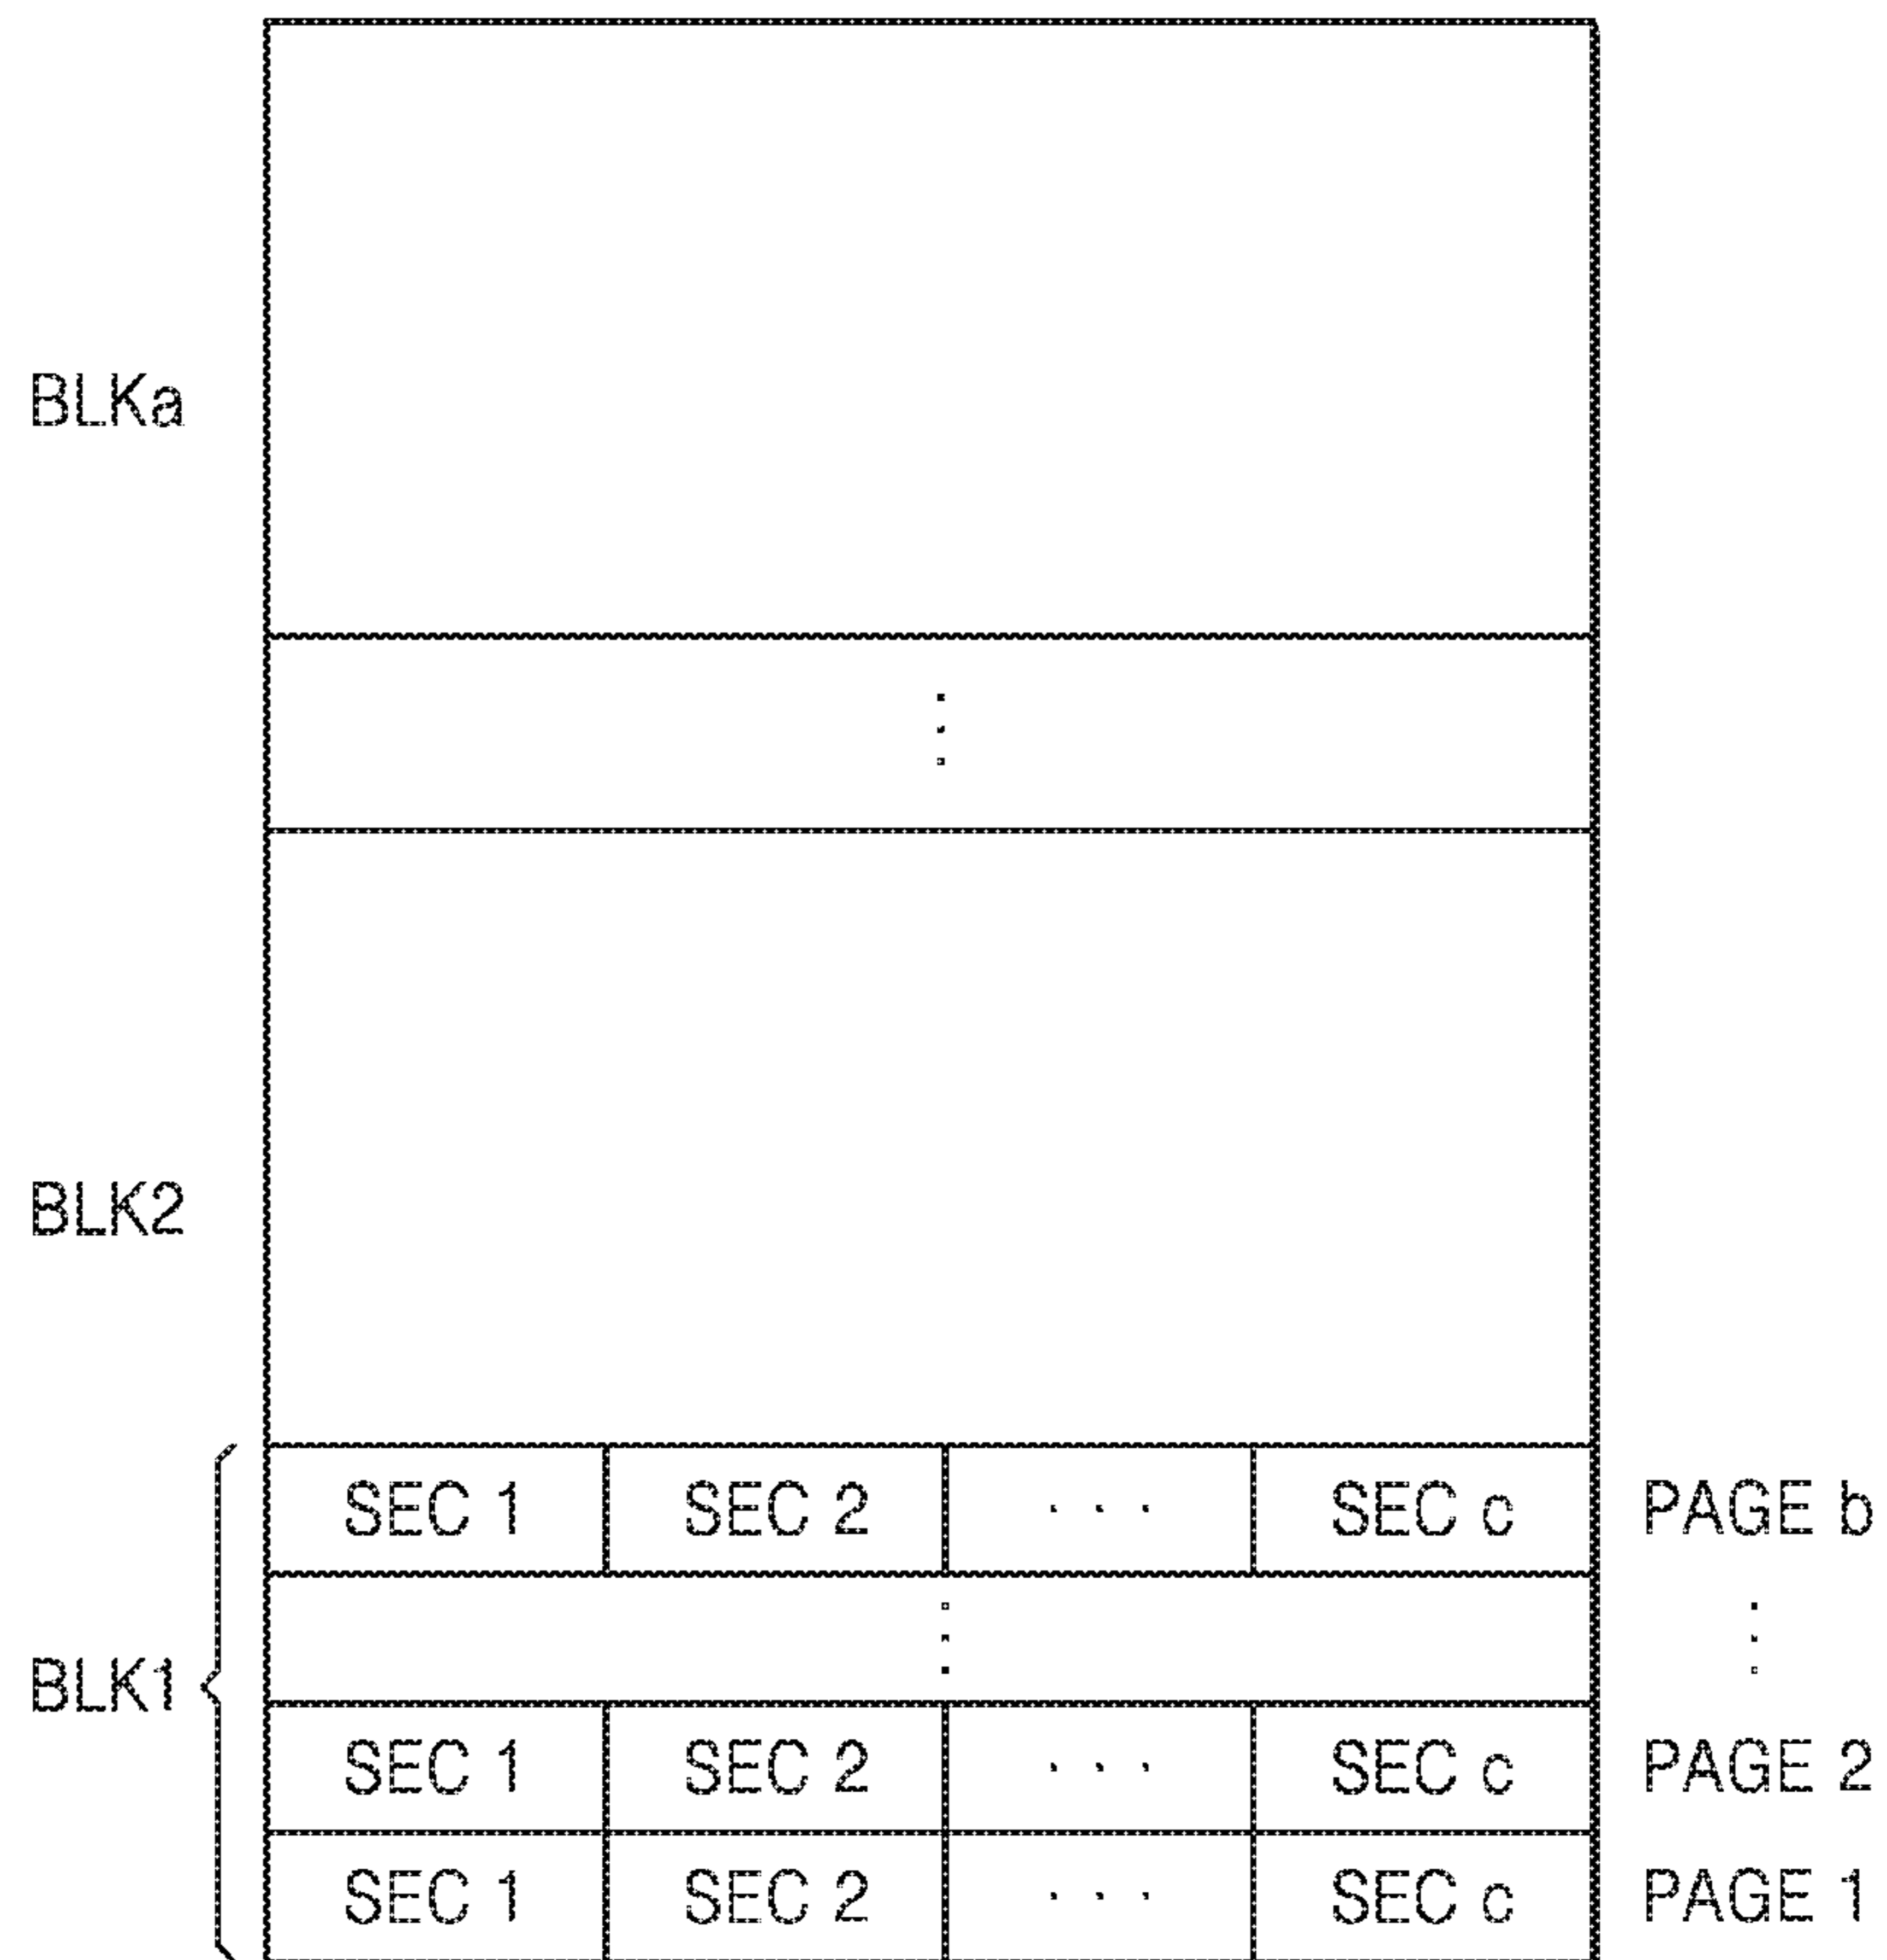 BLKa
⋮
BLK2
SEC 1 SEC 2 ... SEC c PAGE b
⋮ ⋮
BLK1
SEC 1 SEC 2 ... SEC c PAGE 2
SEC 1 SEC 2 ... SEC c PAGE 1